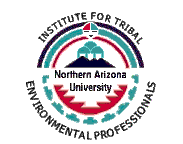 INSTITUTE FOR TRIBAL
Northern Arizona
University
ENVIRONMENTAL PROFESSIONALS